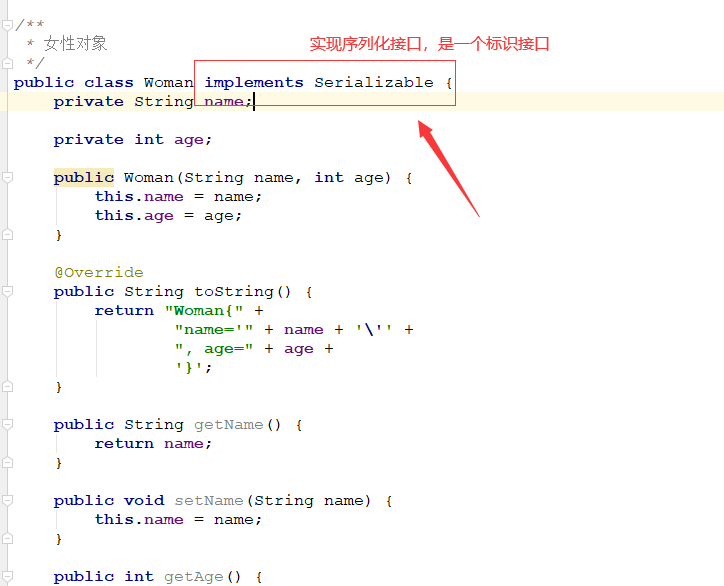 /**
* 女性对象
实现序列化接口，是一个标识接口
*/
public class Woman implements Serializable {
private String name;
private int age;
public Woman(String name, int age) {
this.name = name;
this.age = age;
}
@Override
public String toString() {
return "Woman{" +
"name='" + name + '\'' +
", age=" + age +
'}';
}
public String getName() {
return name;
}
public void setName(String name) {
this.name = name;
}
public int getAge() {